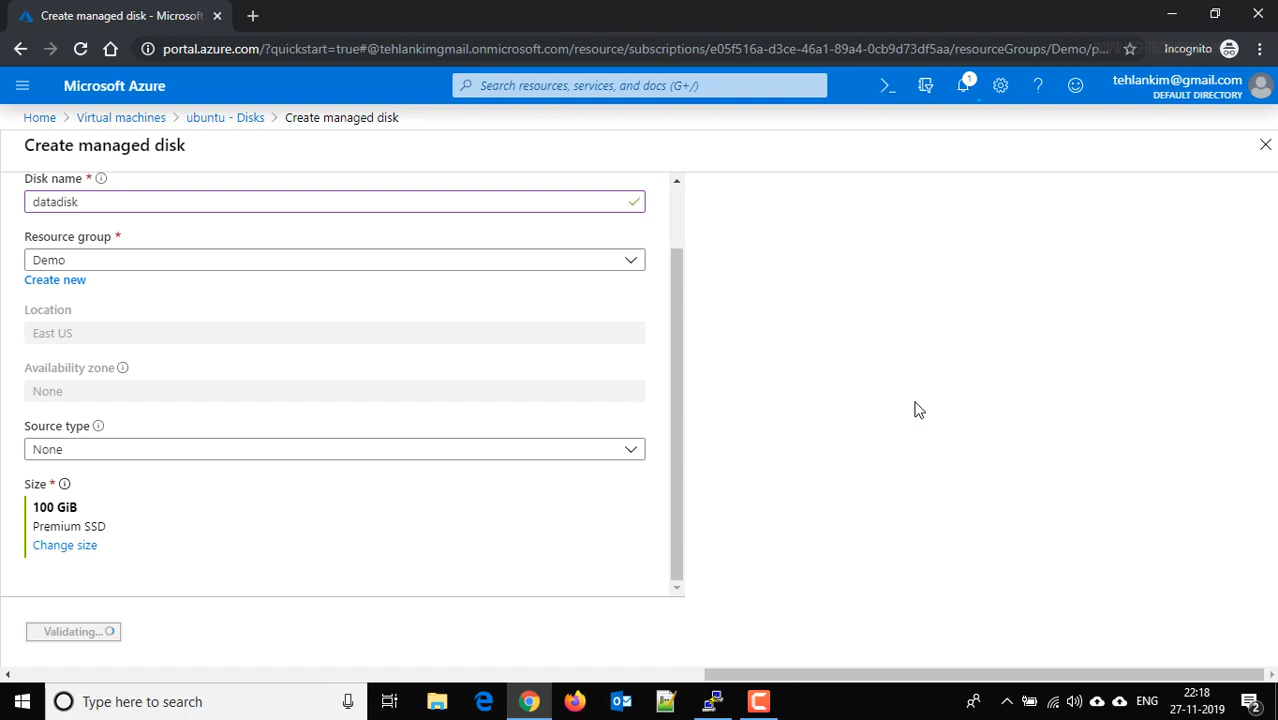 Create managed disk - Microsoft
portal.azure.com/?quickstart=true#@tehlankimgmail.onmicrosoft.com/resource/subscriptions/e05f516a-d3ce-46a1-89a4-0cb9d73df5aa/resourceGroups/Demo/p...
Incognito
Microsoft Azure
Search resources, services, and docs (G+/)
1
tehlankim@gmail.com
DEFAULT DIRECTORY
Home > Virtual machines > ubuntu - Disks > Create managed disk
Create managed disk
Disk name *
datadisk
Resource group *
Demo
Create new
Location
East US
Availability zone
None
Source type
None
Size *
100 GiB
Premium SSD
Change size
Validating...
Type here to search
ENG
22:18
27-11-2019
2